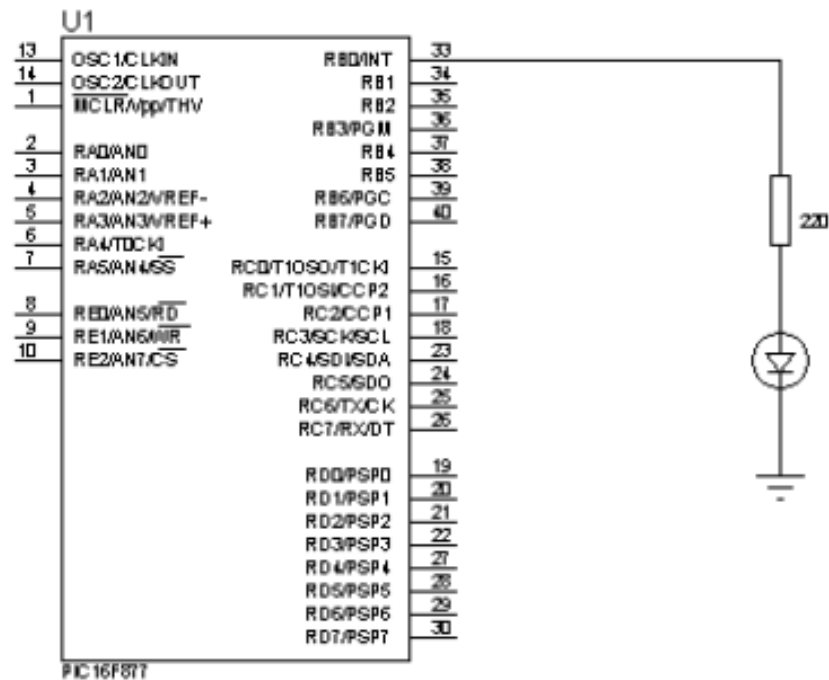 U1
13 OSC1/CLKIN RB0/INT 33
14 OSC2/CLKOUT RB1 34
1 MCLR/Vpp/THV RB2 35
RB3/PGM 36
2 RA0/AN0 RB4 37
3 RA1/AN1 RB5 38
4 RA2/AN2/VREF- RB6/PGC 39
5 RA3/AN3/VREF+ RB7/PGD 40
6 RA4/T0CKI
7 RA5/AN4/SS RC0/T1OSO/T1CKI 15
RC1/T1OSI/CCP2 16
8 RE0/AN5/RD RC2/CCP1 17
9 RE1/AN6/WR RC3/SCK/SCL 18
10 RE2/AN7/CS RC4/SDI/SDA 23
RC5/SDO 24
RC6/TX/CK 25
RC7/RX/DT 26
RD0/PSP0 19
RD1/PSP1 20
RD2/PSP2 21
RD3/PSP3 22
RD4/PSP4 27
RD5/PSP5 28
RD6/PSP6 29
RD7/PSP7 30
PIC16F877
220